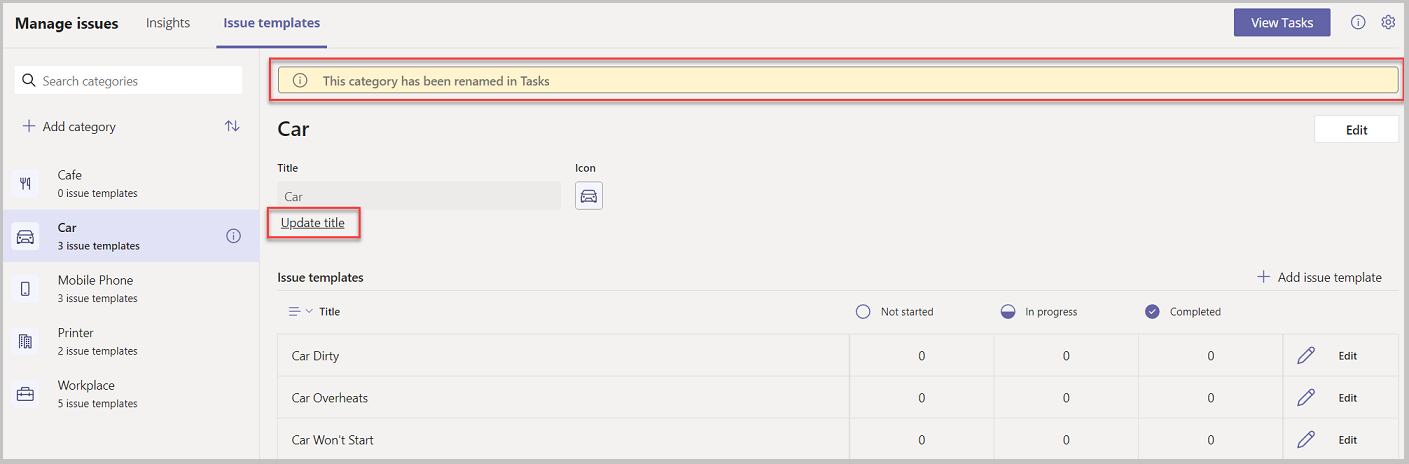 Manage issues Insights Issue templates View Tasks
Search categories
This category has been renamed in Tasks
Add category
Car Edit
Cafe
0 issue templates
Car
3 issue templates
Mobile Phone
3 issue templates
Printer
2 issue templates
Workplace
5 issue templates
Title Icon
Car
Update title
Issue templates Add issue template
Title Not started In progress Completed
Car Dirty 0 0 0 Edit
Car Overheats 0 0 0 Edit
Car Won't Start 0 0 0 Edit